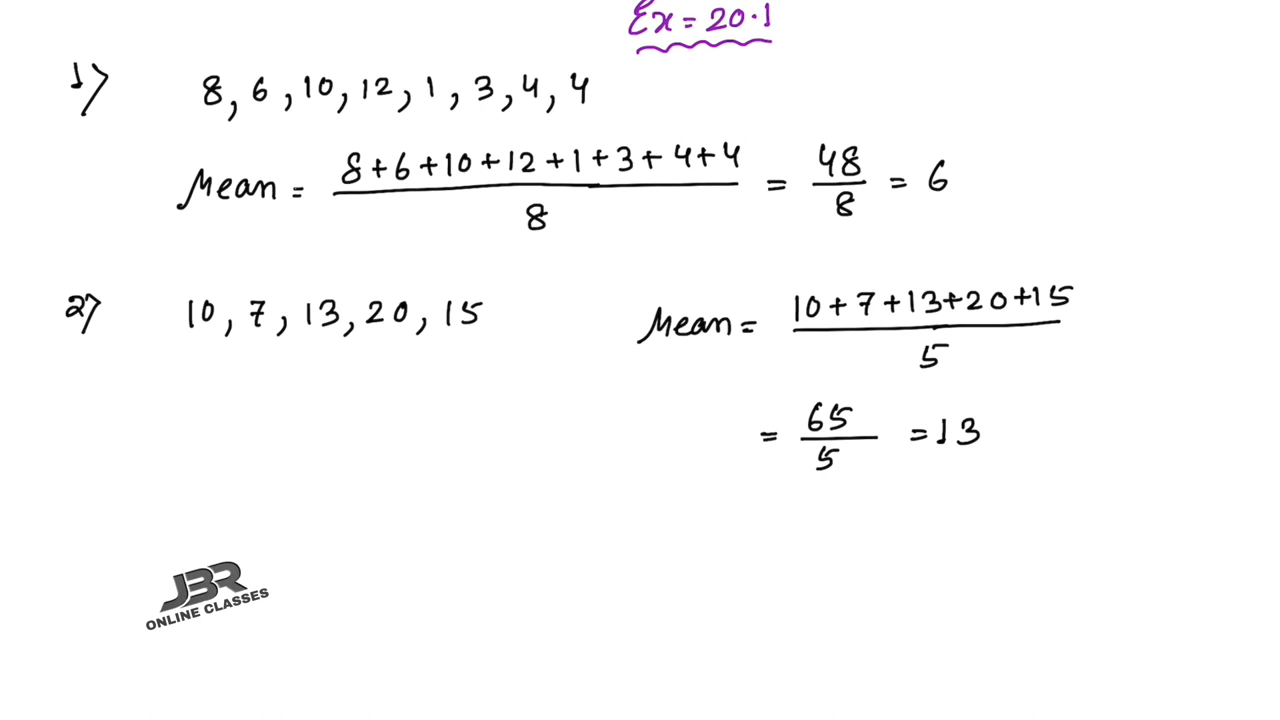 Ex = 20.1
1) 8, 6, 10, 12, 1, 3, 4, 4
Mean = 8+6+10+12+1+3+4+4 / 8 = 48/8 = 6
2) 10, 7, 13, 20, 15 Mean = 10+7+13+20+15 / 5
= 65/5 = 13
JBR
ONLINE CLASSES